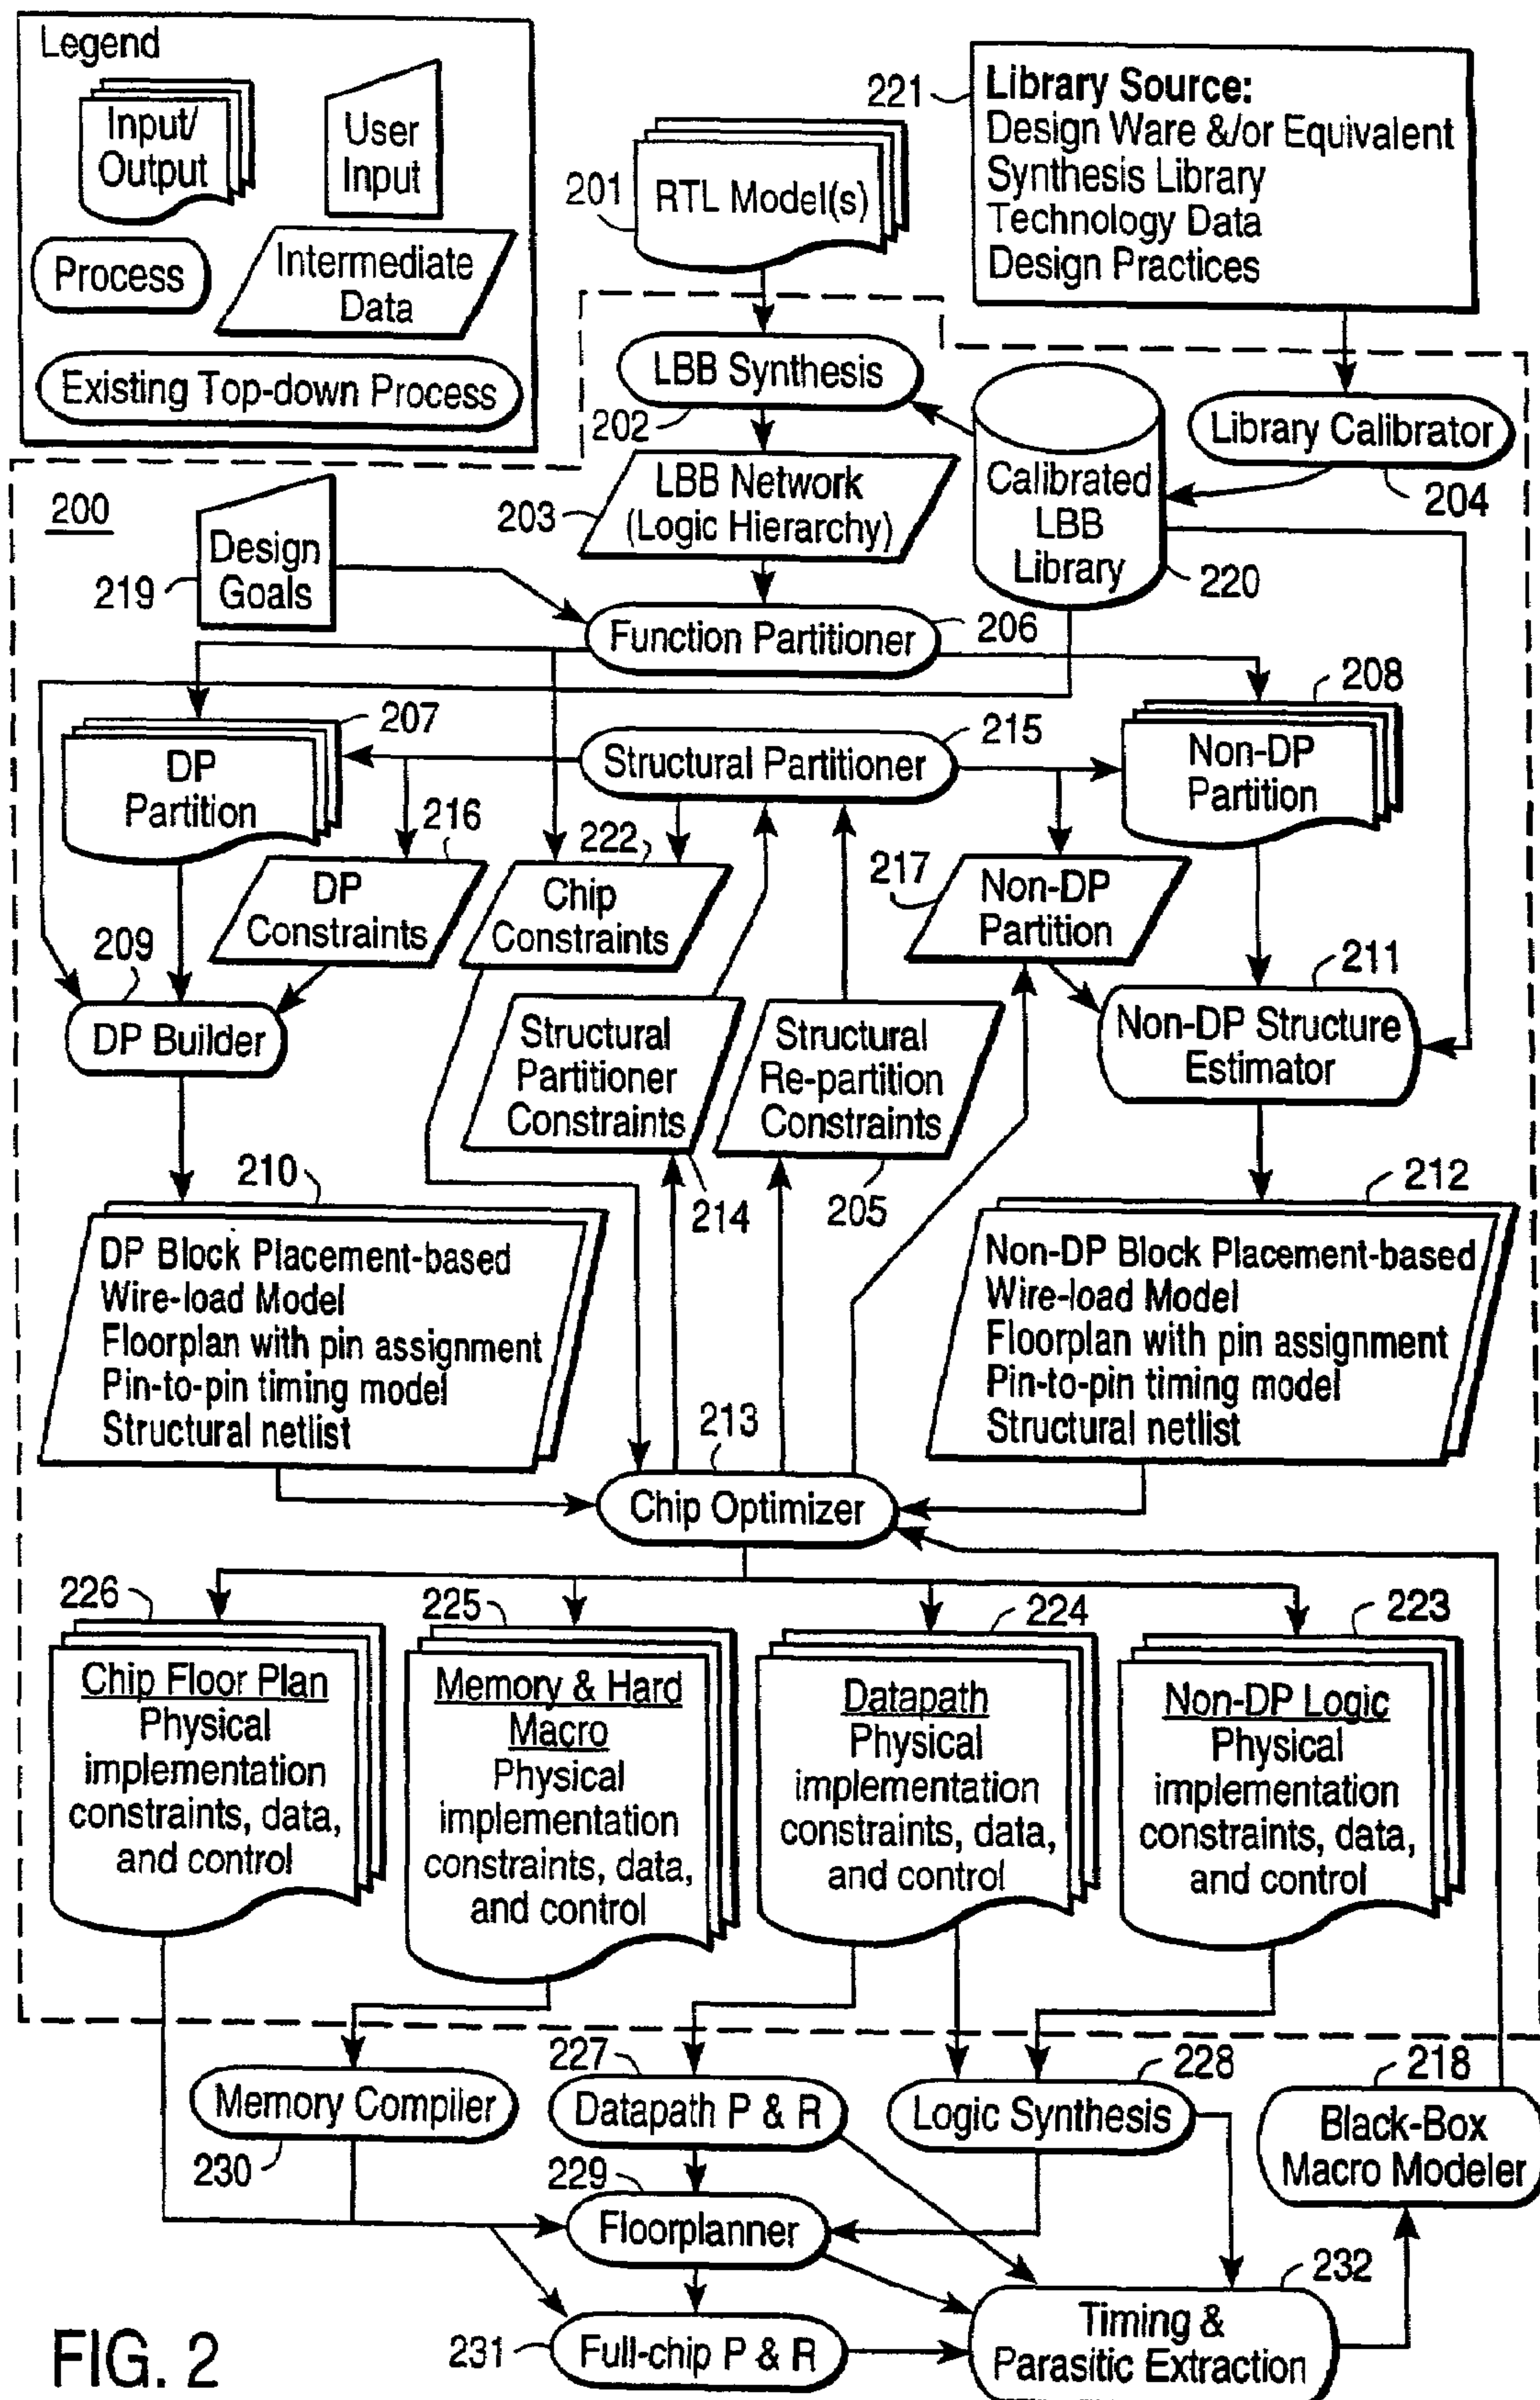 Legend
Input/
Output
User
Input
Process
Intermediate
Data
Existing Top-down Process
221
Library Source:
Design Ware &/or Equivalent
Synthesis Library
Technology Data
Design Practices
201
RTL Model(s)
LBB Synthesis
202
Library Calibrator
204
LBB Network
(Logic Hierarchy)
203
Calibrated
LBB
Library
220
200
Design
Goals
219
Function Partitioner
206
207
DP
Partition
Structural Partitioner
215
208
Non-DP
Partition
216
DP
Constraints
222
Chip
Constraints
217
Non-DP
Partition
209
DP Builder
Structural
Partitioner
Constraints
214
Structural
Re-partition
Constraints
205
211
Non-DP Structure
Estimator
210
DP Block Placement-based
Wire-load Model
Floorplan with pin assignment
Pin-to-pin timing model
Structural netlist
212
Non-DP Block Placement-based
Wire-load Model
Floorplan with pin assignment
Pin-to-pin timing model
Structural netlist
213
Chip Optimizer
226
Chip Floor Plan
Physical
implementation
constraints, data,
and control
225
Memory & Hard
Macro
Physical
implementation
constraints, data,
and control
224
Datapath
Physical
implementation
constraints, data,
and control
223
Non-DP Logic
Physical
implementation
constraints, data,
and control
Memory Compiler
230
227
Datapath P & R
228
Logic Synthesis
218
Black-Box
Macro Modeler
229
Floorplanner
231
Full-chip P & R
232
Timing &
Parasitic Extraction
FIG. 2